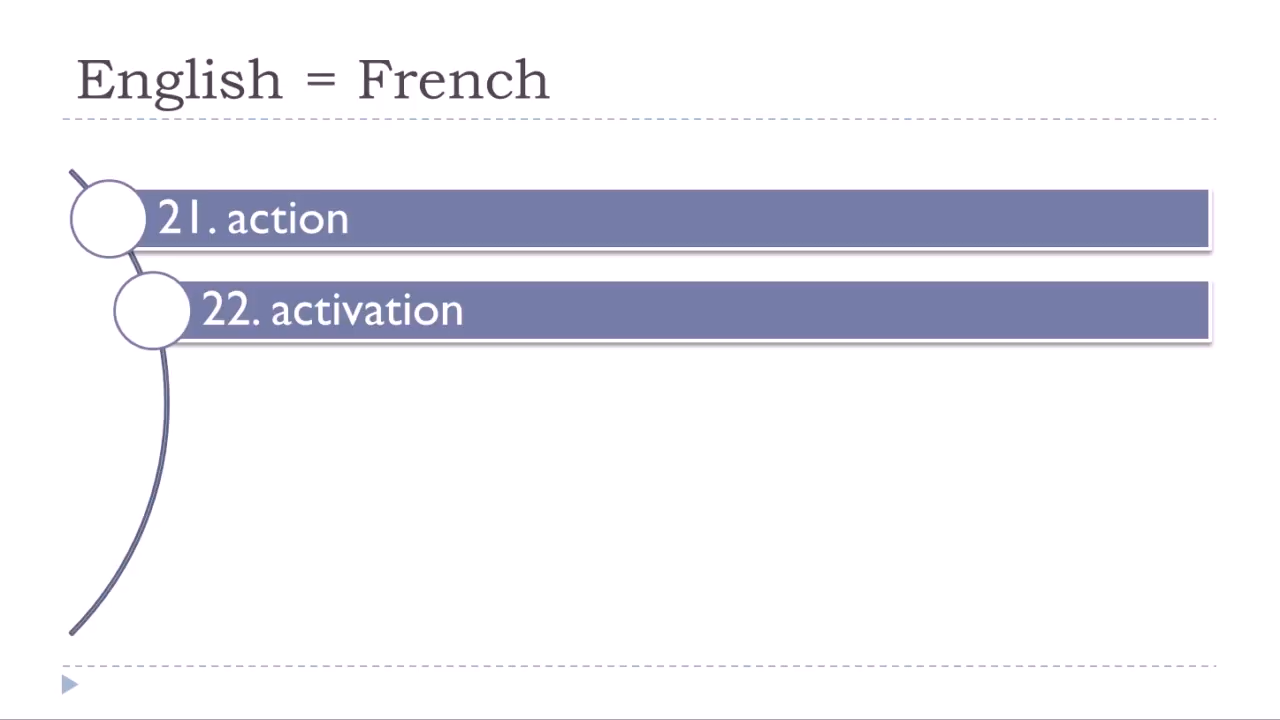 English = French
21. action
22. activation